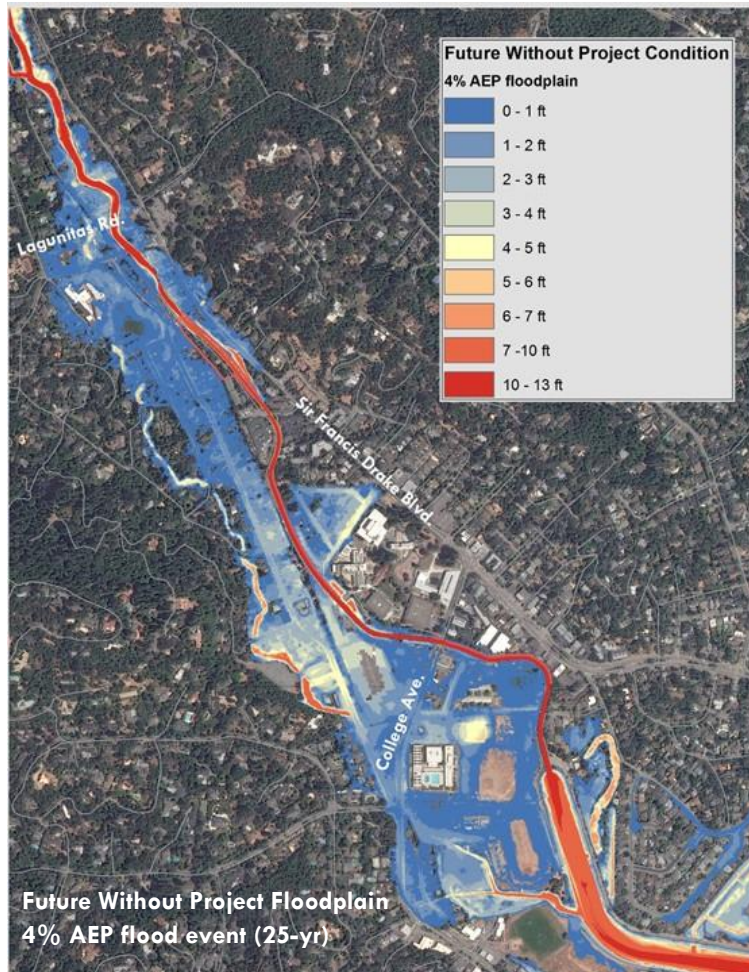 Future Without Project Condition
4% AEP floodplain
0 - 1 ft
1 - 2 ft
2 - 3 ft
3 - 4 ft
4 - 5 ft
5 - 6 ft
6 - 7 ft
7 -10 ft
10 - 13 ft
Lagunitas Rd.
Sir Francis Drake Blvd.
College Ave.
Future Without Project Floodplain
4% AEP flood event (25-yr)